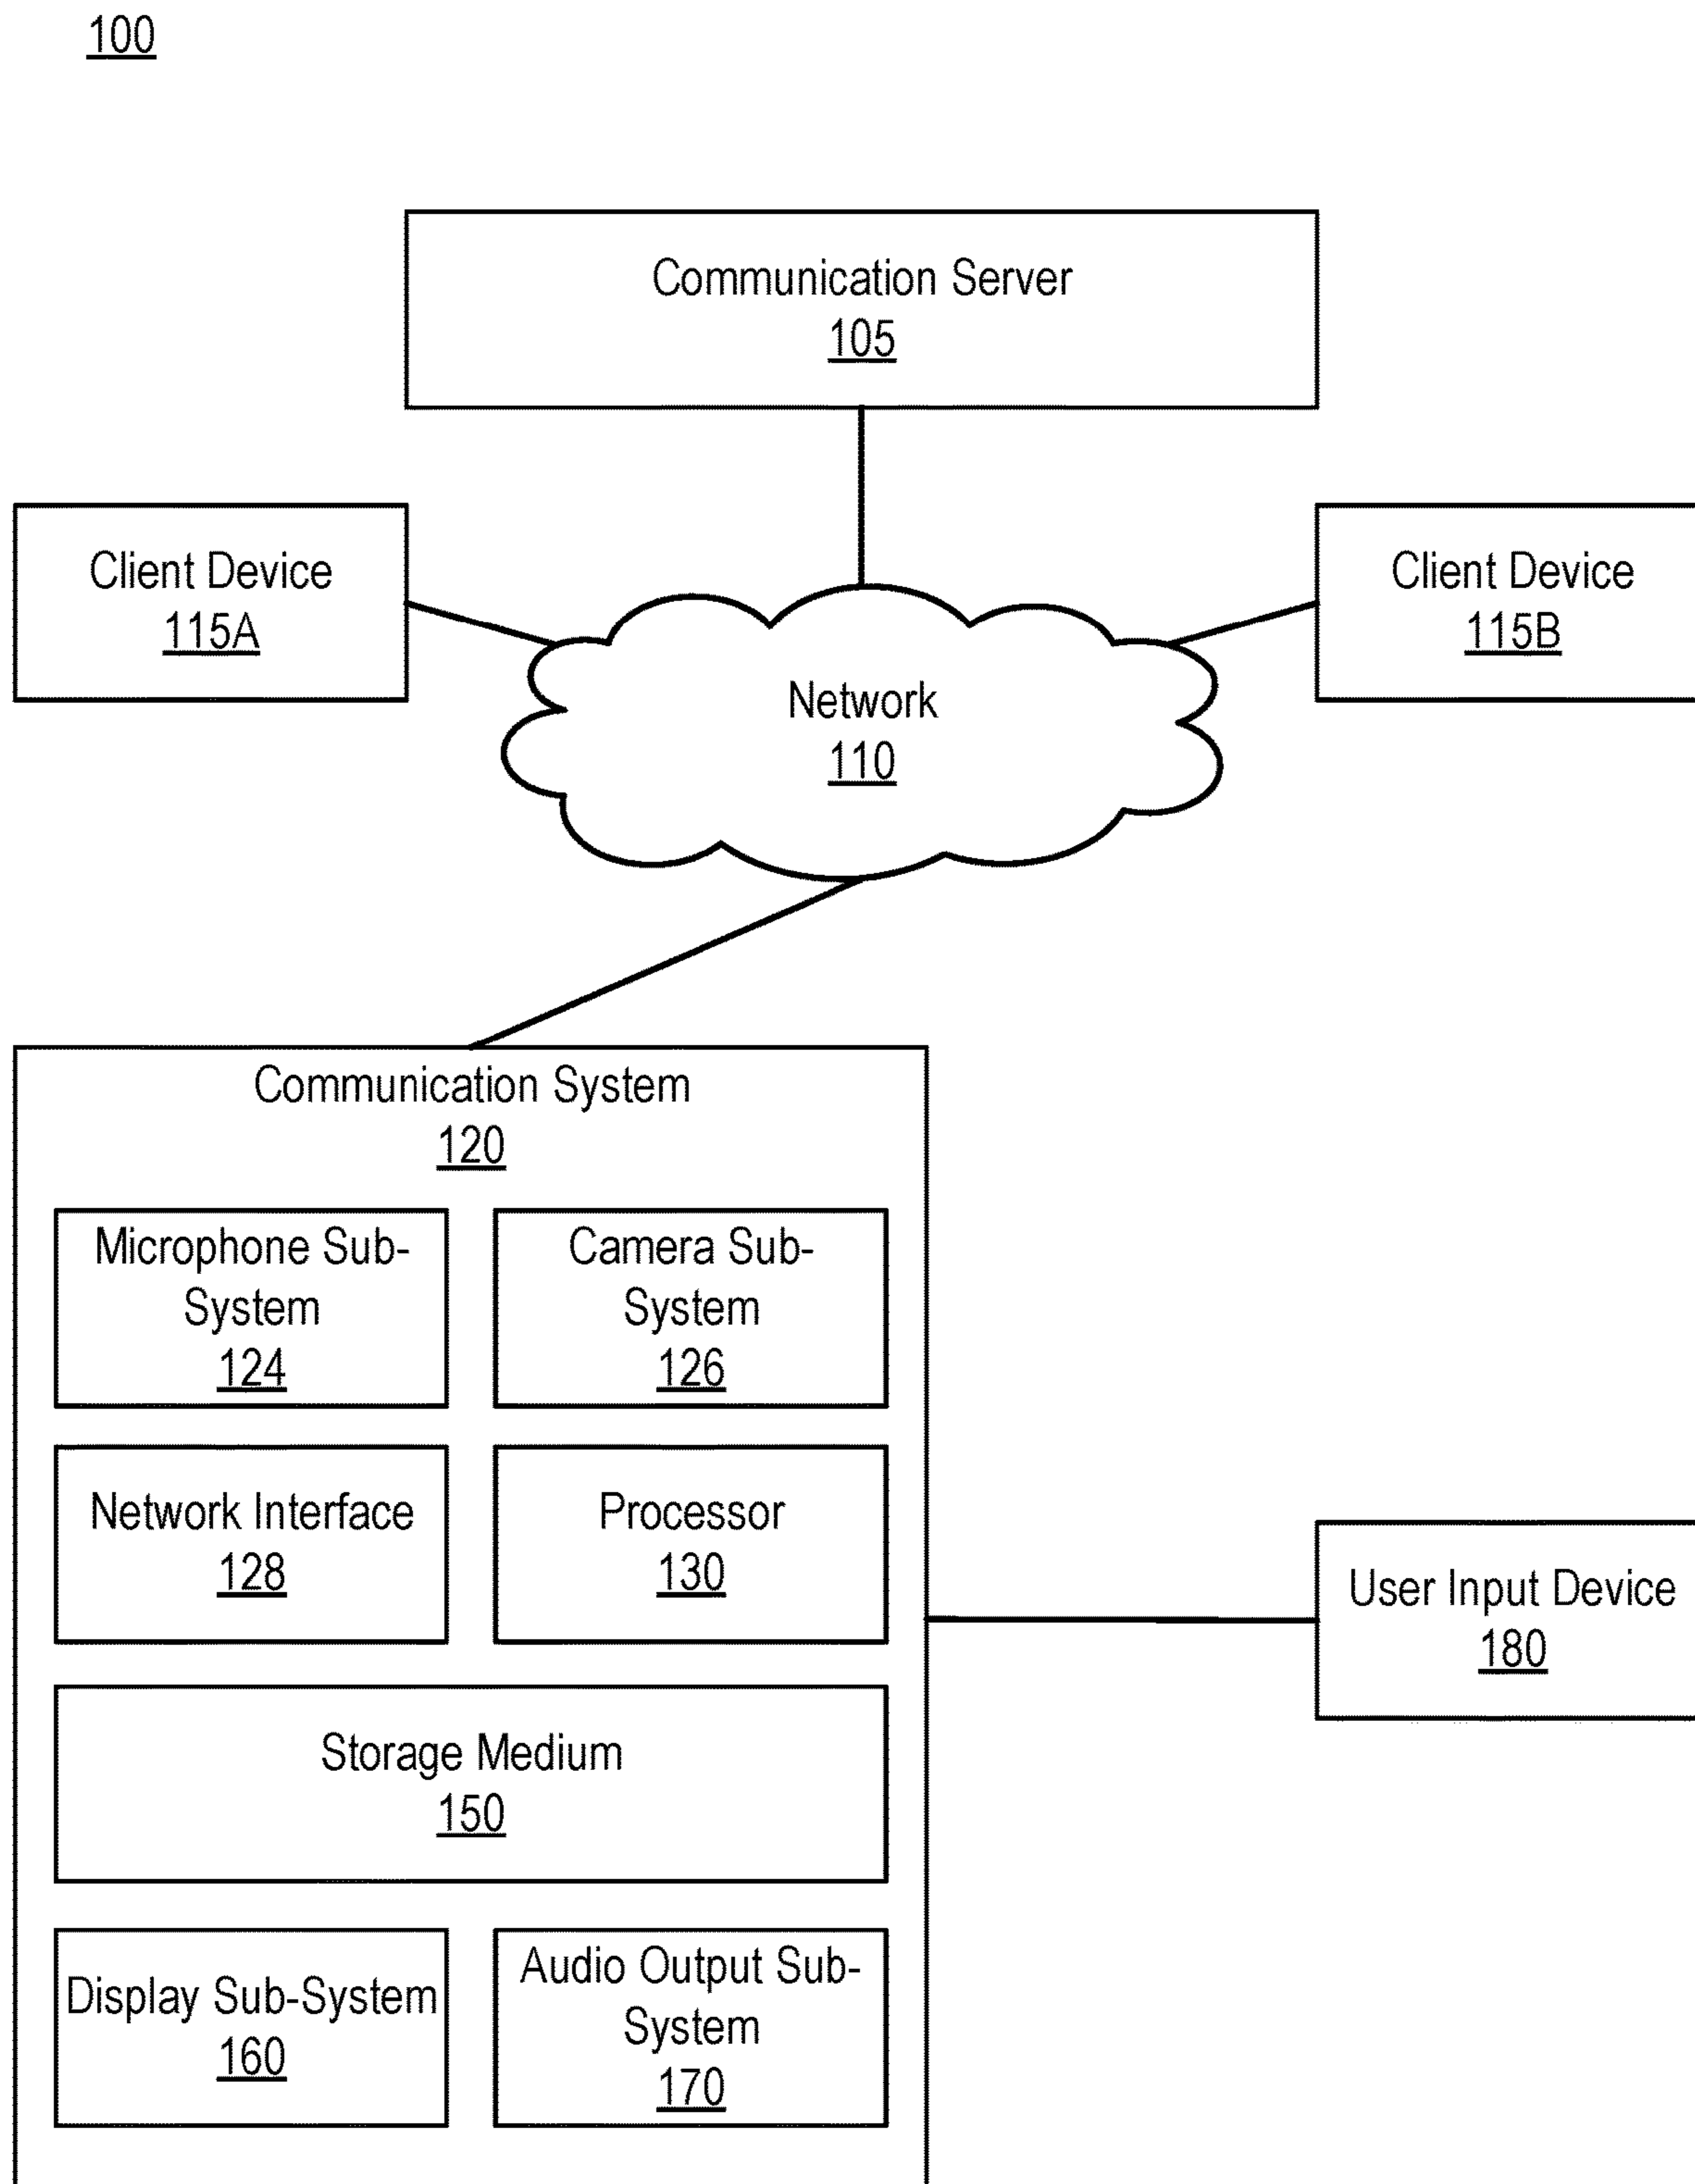 100
Communication Server
105
Client Device
115A
Client Device
115B
Network
110
Communication System
120
Microphone Sub-
System
124
Camera Sub-
System
126
Network Interface
128
Processor
130
User Input Device
180
Storage Medium
150
Display Sub-System
160
Audio Output Sub-
System
170